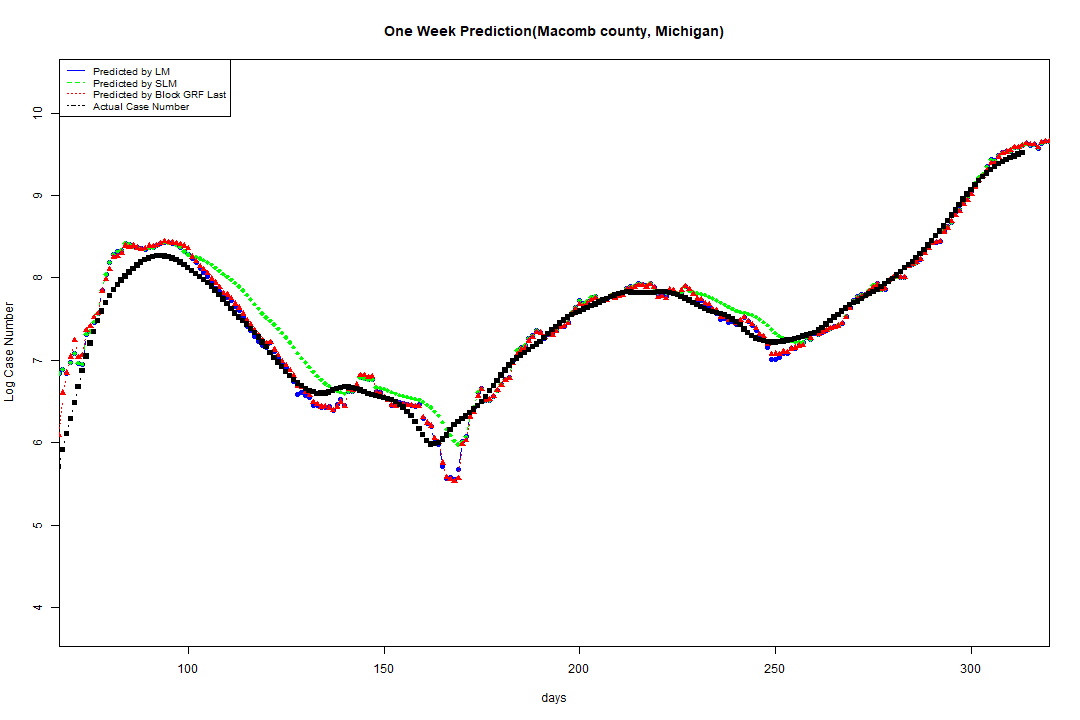 One Week Prediction(Macomb county, Michigan)
Predicted by LM
Predicted by SLM
Predicted by Block GRF Last
Actual Case Number
10
9
8
7
6
5
4
Log Case Number
100 150 200 250 300
days